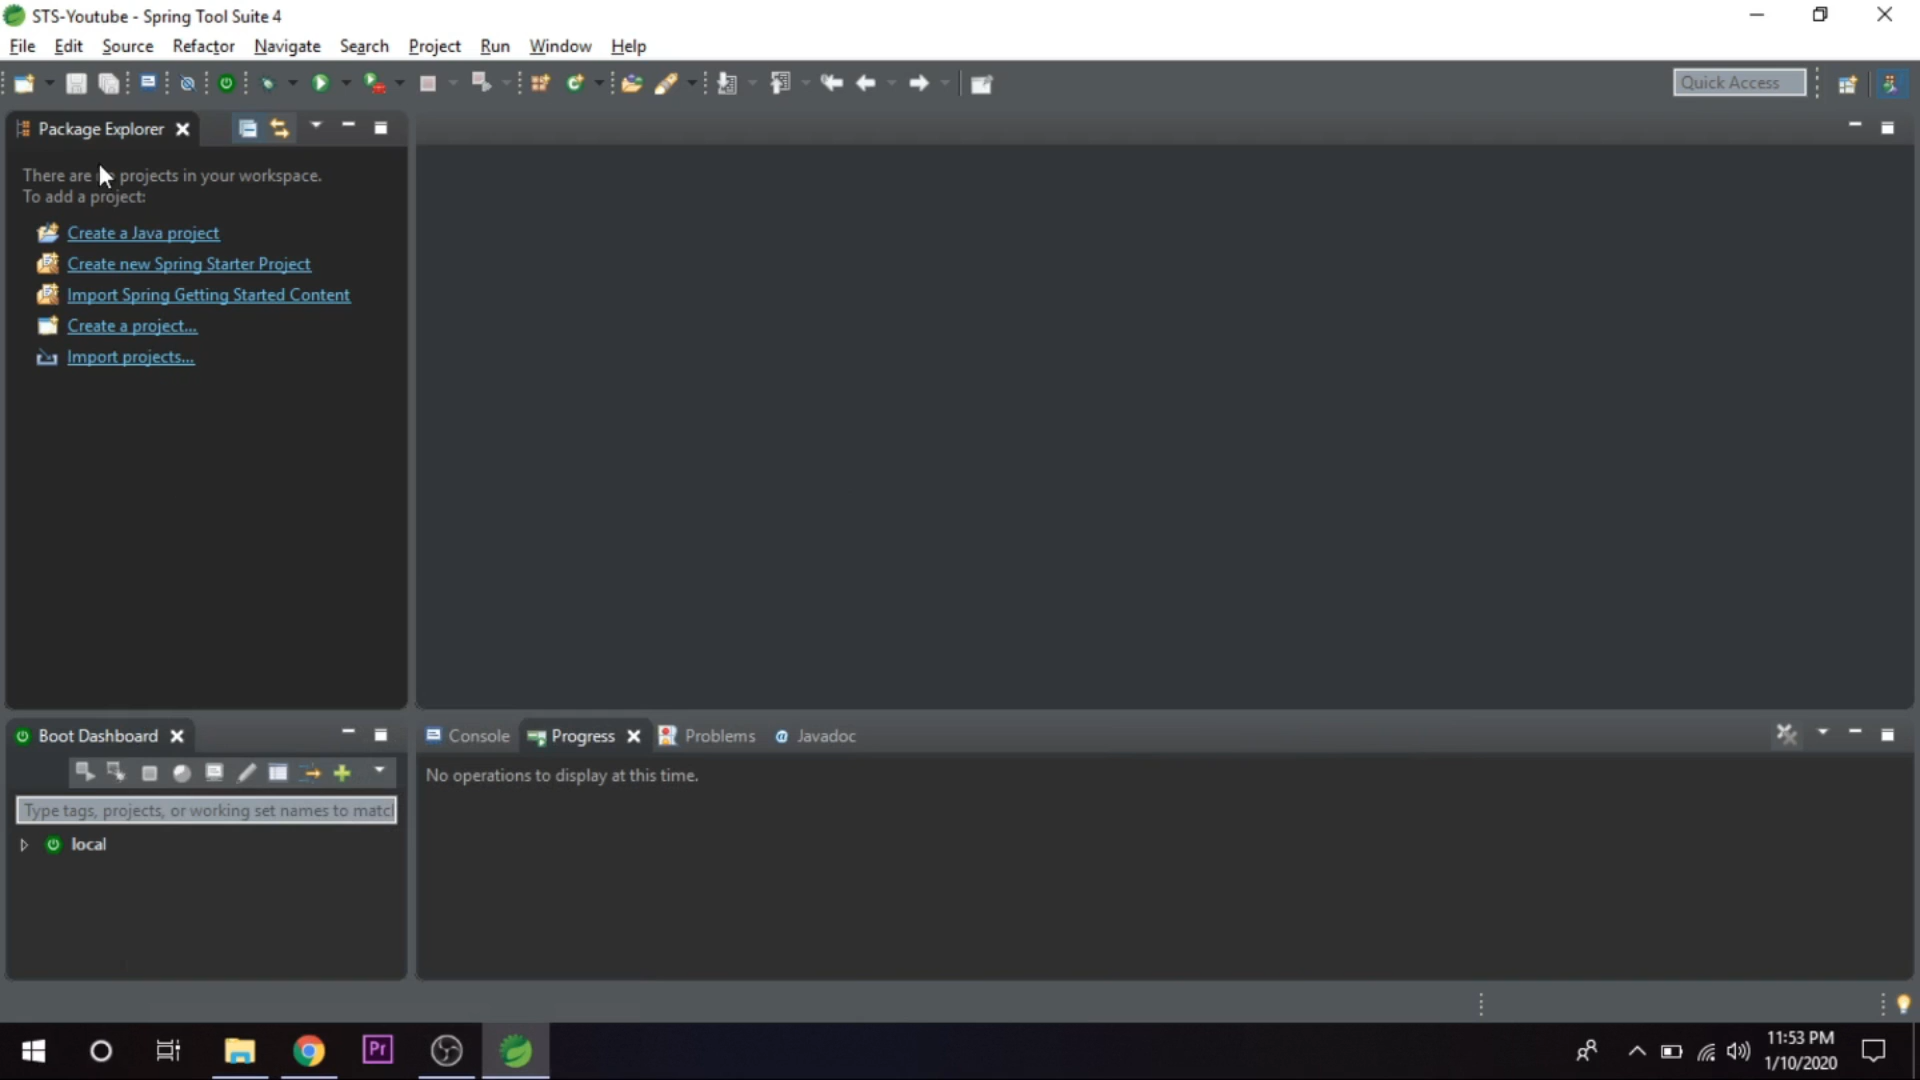 STS-Youtube - Spring Tool Suite 4
File Edit Source Refactor Navigate Search Project Run Window Help
Quick Access
Package Explorer
There are projects in your workspace.
To add a project:
Create a Java project
Create new Spring Starter Project
Import Spring Getting Started Content
Create a project...
Import projects...
Boot Dashboard
Type tags, projects, or working set names to match
local
Console Progress Problems @ Javadoc
No operations to display at this time.
Pr
11:53 PM
1/10/2020